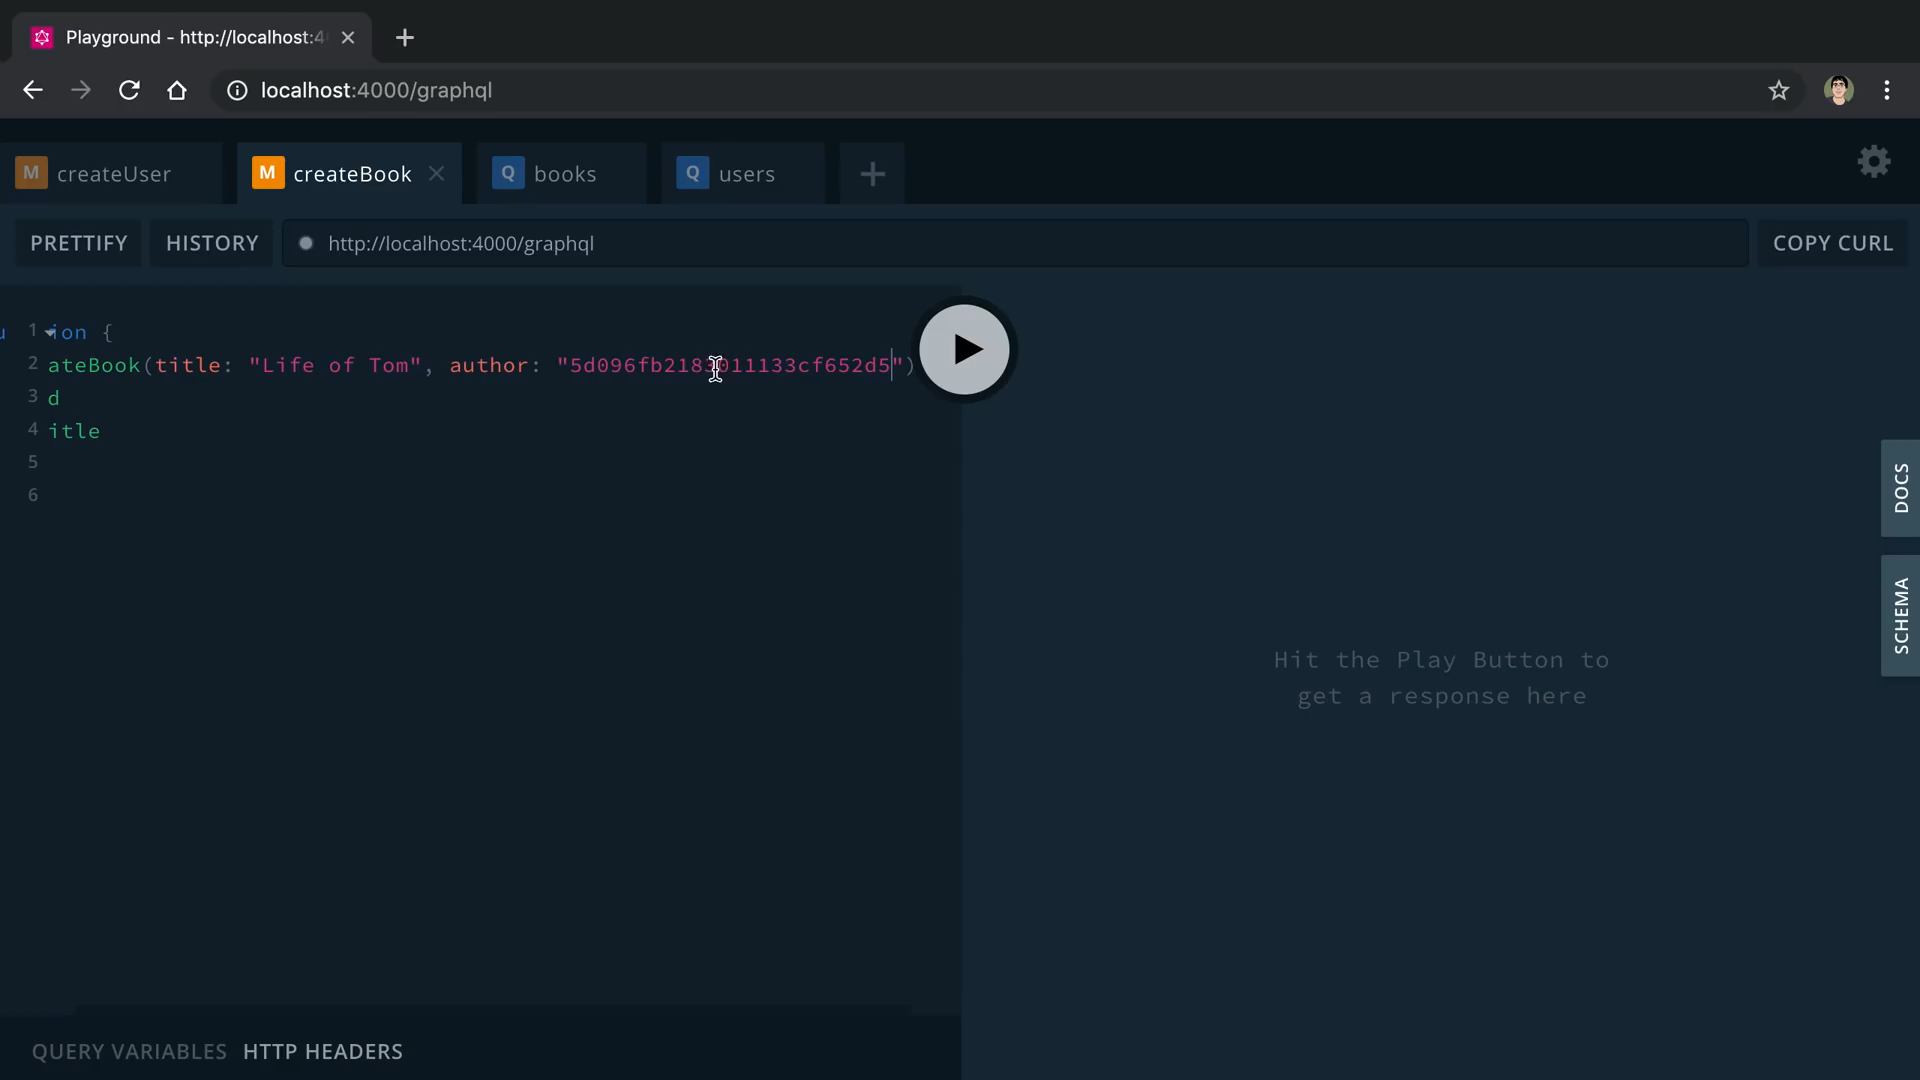 Playground - http://localhost:4
localhost:4000/graphql
M createUser
M createBook
Q books
Q users
PRETTIFY
HISTORY
http://localhost:4000/graphql
COPY CURL
u 1 ion {
2 ateBook(title: "Life of Tom", author: "5d096fb2183011133cf652d5")
3 d
4 itle
5
6
Hit the Play Button to
get a response here
DOCS
SCHEMA
QUERY VARIABLES
HTTP HEADERS